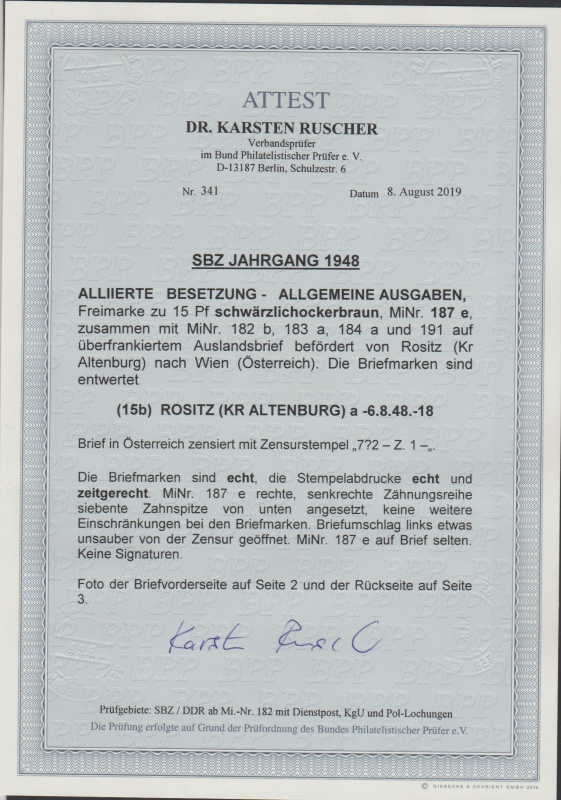 ATTEST
DR. KARSTEN RUSCHER
Verbandsprüfer
im Bund Philatelistischer Prüfer e. V.
D-13187 Berlin, Schulzestr. 6
Nr. 341 Datum 8. August 2019
SBZ JAHRGANG 1948
ALLIIERTE BESETZUNG - ALLGEMEINE AUSGABEN,
Freimarke zu 15 Pf schwärzlichockerbraun, MiNr. 187 e,
zusammen mit MiNr. 182 b, 183 a, 184 a und 191 auf
überfrankiertem Auslandsbrief befördert von Rositz (Kr
Altenburg) nach Wien (Österreich). Die Briefmarken sind
entwertet
(15b) ROSITZ (KR ALTENBURG) a -6.8.48.-18
Brief in Österreich zensiert mit Zensurstempel „7?2 – Z. 1 –„.
Die Briefmarken sind echt, die Stempelabdrucke echt und
zeitgerecht. MiNr. 187 e rechte, senkrechte Zähnungsreihe
siebente Zahnspitze von unten angesetzt, keine weitere
Einschränkungen bei den Briefmarken. Briefumschlag links etwas
unsauber von der Zensur geöffnet. MiNr. 187 e auf Brief selten.
Keine Signaturen.
Foto der Briefvorderseite auf Seite 2 und der Rückseite auf Seite
3.
Prüfgebiete: SBZ / DDR ab Mi.-Nr. 182 mit Dienstpost, KgU und Pol-Lochungen
Die Prüfung erfolgte auf Grund der Prüfordnung des Bundes Philatelistischer Prüfer e.V.
© GIESECKE & DEVRIENT GMBH